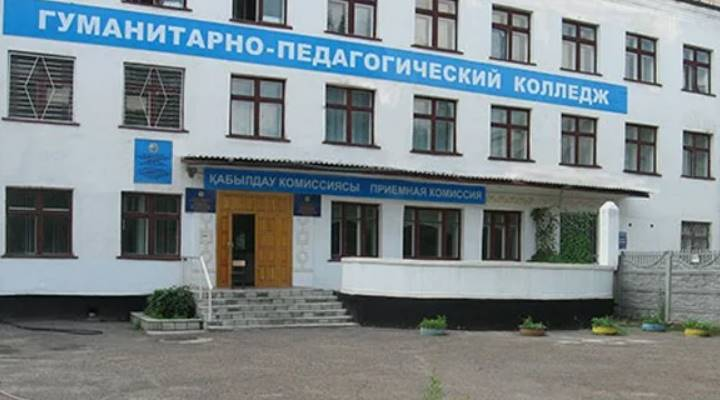 ГУМАНИТАРНО-ПЕДАГОГИЧЕСКИЙ КОЛЛЕДЖ
ҚАБЫЛДАУ КОМИССИЯСЫ ПРИЕМНАЯ КОМИССИЯ